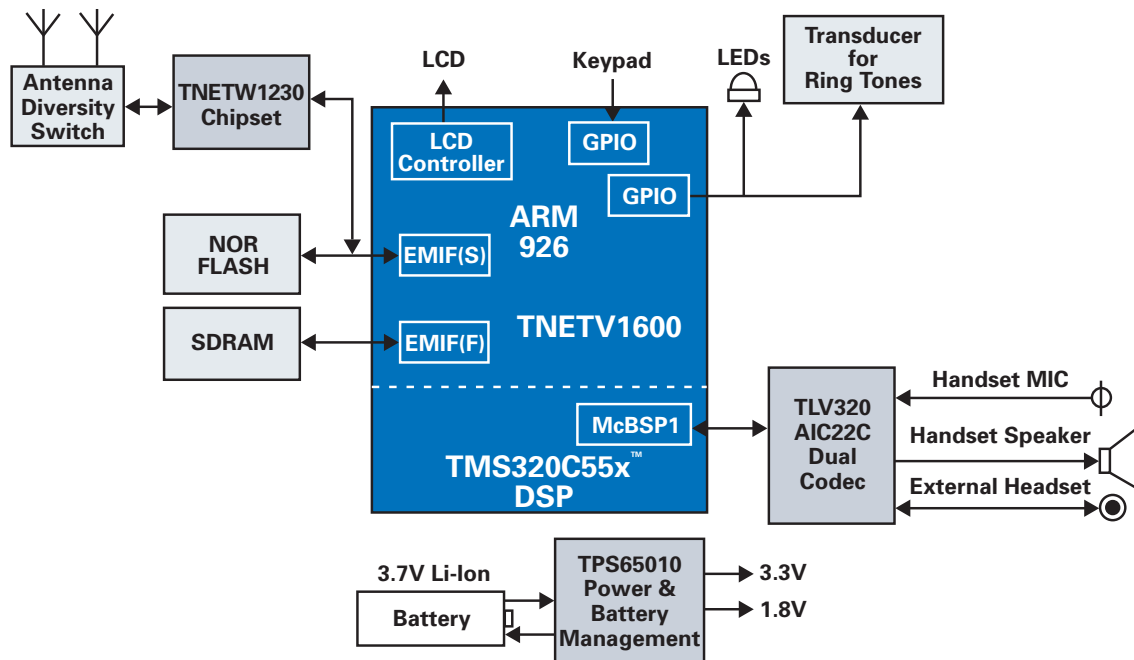 Antenna
Diversity
Switch
TNETW1230
Chipset
LCD
Keypad
LEDs
Transducer
for
Ring Tones
LCD
Controller
GPIO
GPIO
ARM
926
NOR
FLASH
EMIF(S)
TNETV1600
SDRAM
EMIF(F)
McBSP1
TMS320C55x™
DSP
TLV320
AIC22C
Dual
Codec
Handset MIC
Handset Speaker
External Headset
3.7V Li-Ion
Battery
TPS65010
Power &
Battery
Management
3.3V
1.8V